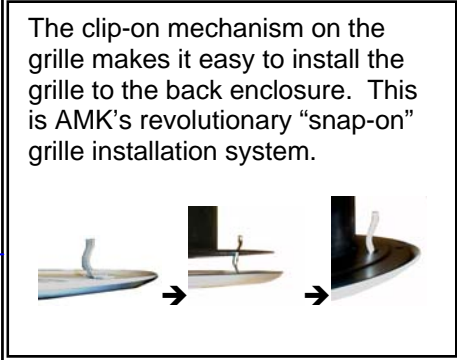 The clip-on mechanism on the
grille makes it easy to install the
grille to the back enclosure.  This
is AMK’s revolutionary “snap-on”
grille installation system.